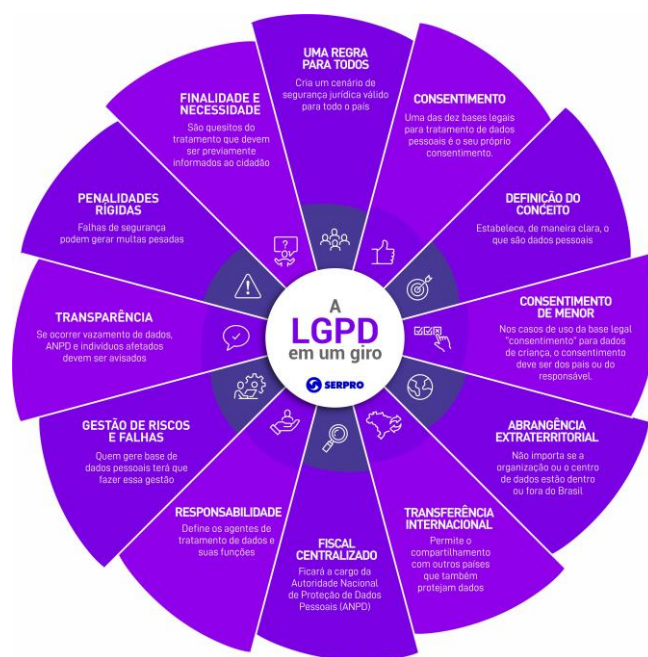 UMA REGRA
PARA TODOS
Cria um cenário de
segurança jurídica válido
para todo o país
CONSENTIMENTO
Uma das dez bases legais
para tratamento de dados
pessoais é o seu próprio
consentimento.
DEFINIÇÃO DO
CONCEITO
Estabelece, de maneira clara, o
que são dados pessoais
CONSENTIMENTO
DE MENOR
Nos casos de uso da base legal
"consentimento" para dados
de criança, o consentimento
deve ser dos pais ou do
responsável.
ABRANGÊNCIA
EXTRATERRITORIAL
Não importa se a
organização ou o centro
de dados estão dentro
ou fora do Brasil
TRANSFERÊNCIA
INTERNACIONAL
Permite o
compartilhamento
com outros países
que também
protejam dados
FISCAL
CENTRALIZADO
Ficará a cargo da
Autoridade Nacional
de Proteção de Dados
Pessoais (ANPD)
RESPONSABILIDADE
Define os agentes de
tratamento de dados e
suas funções
GESTÃO DE RISCOS
E FALHAS
Quem gere base de
dados pessoais terá que
fazer essa gestão
TRANSPARÊNCIA
Se ocorrer vazamento de dados,
ANPD e indivíduos afetados
devem ser avisados
PENALIDADES
RÍGIDAS
Falhas de segurança
podem gerar multas pesadas
FINALIDADE E
NECESSIDADE
São quesitos do
tratamento que devem
ser previamente
informados ao cidadão
?
A
LGPD
em um giro
SERPRO